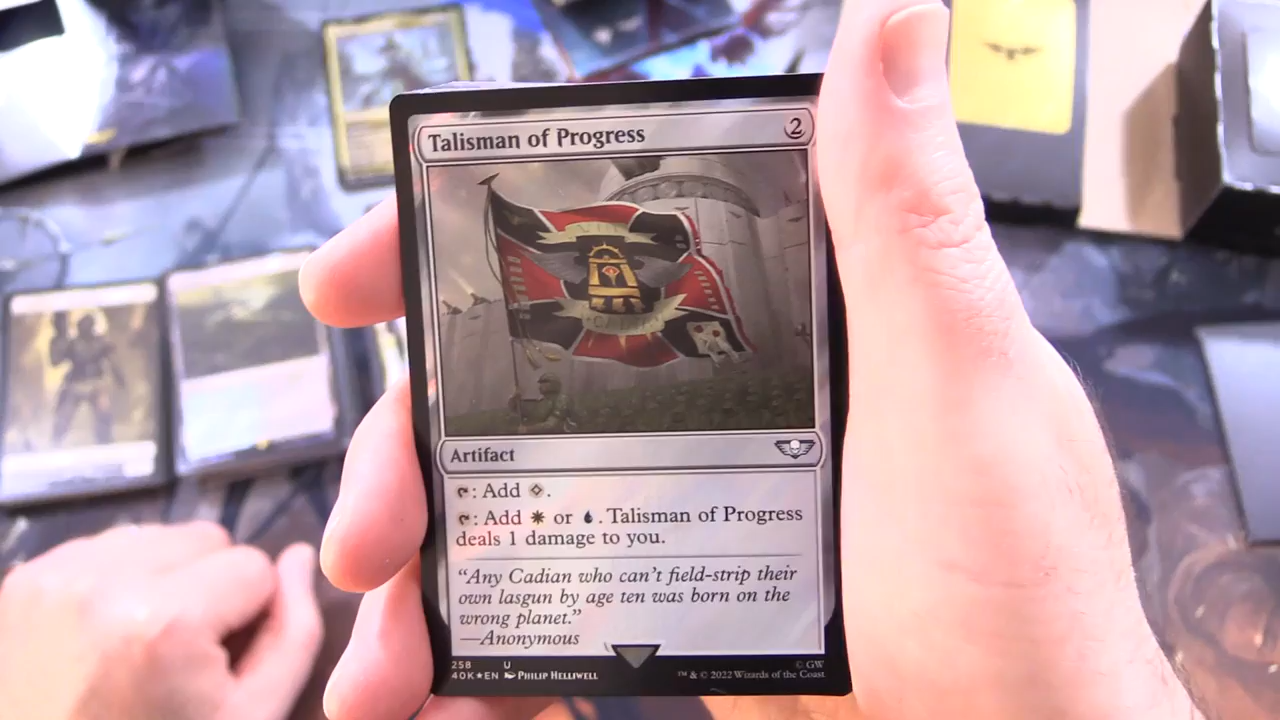 Talisman of Progress 2
Artifact
: Add .
: Add or . Talisman of Progress
deals 1 damage to you.
“Any Cadian who can’t field-strip their
own lasgun by age ten was born on the
wrong planet.”
—Anonymous
258 U
40K★EN PHILIP HELLIWELL
© GW
™ & © 2022 Wizards of the Coast